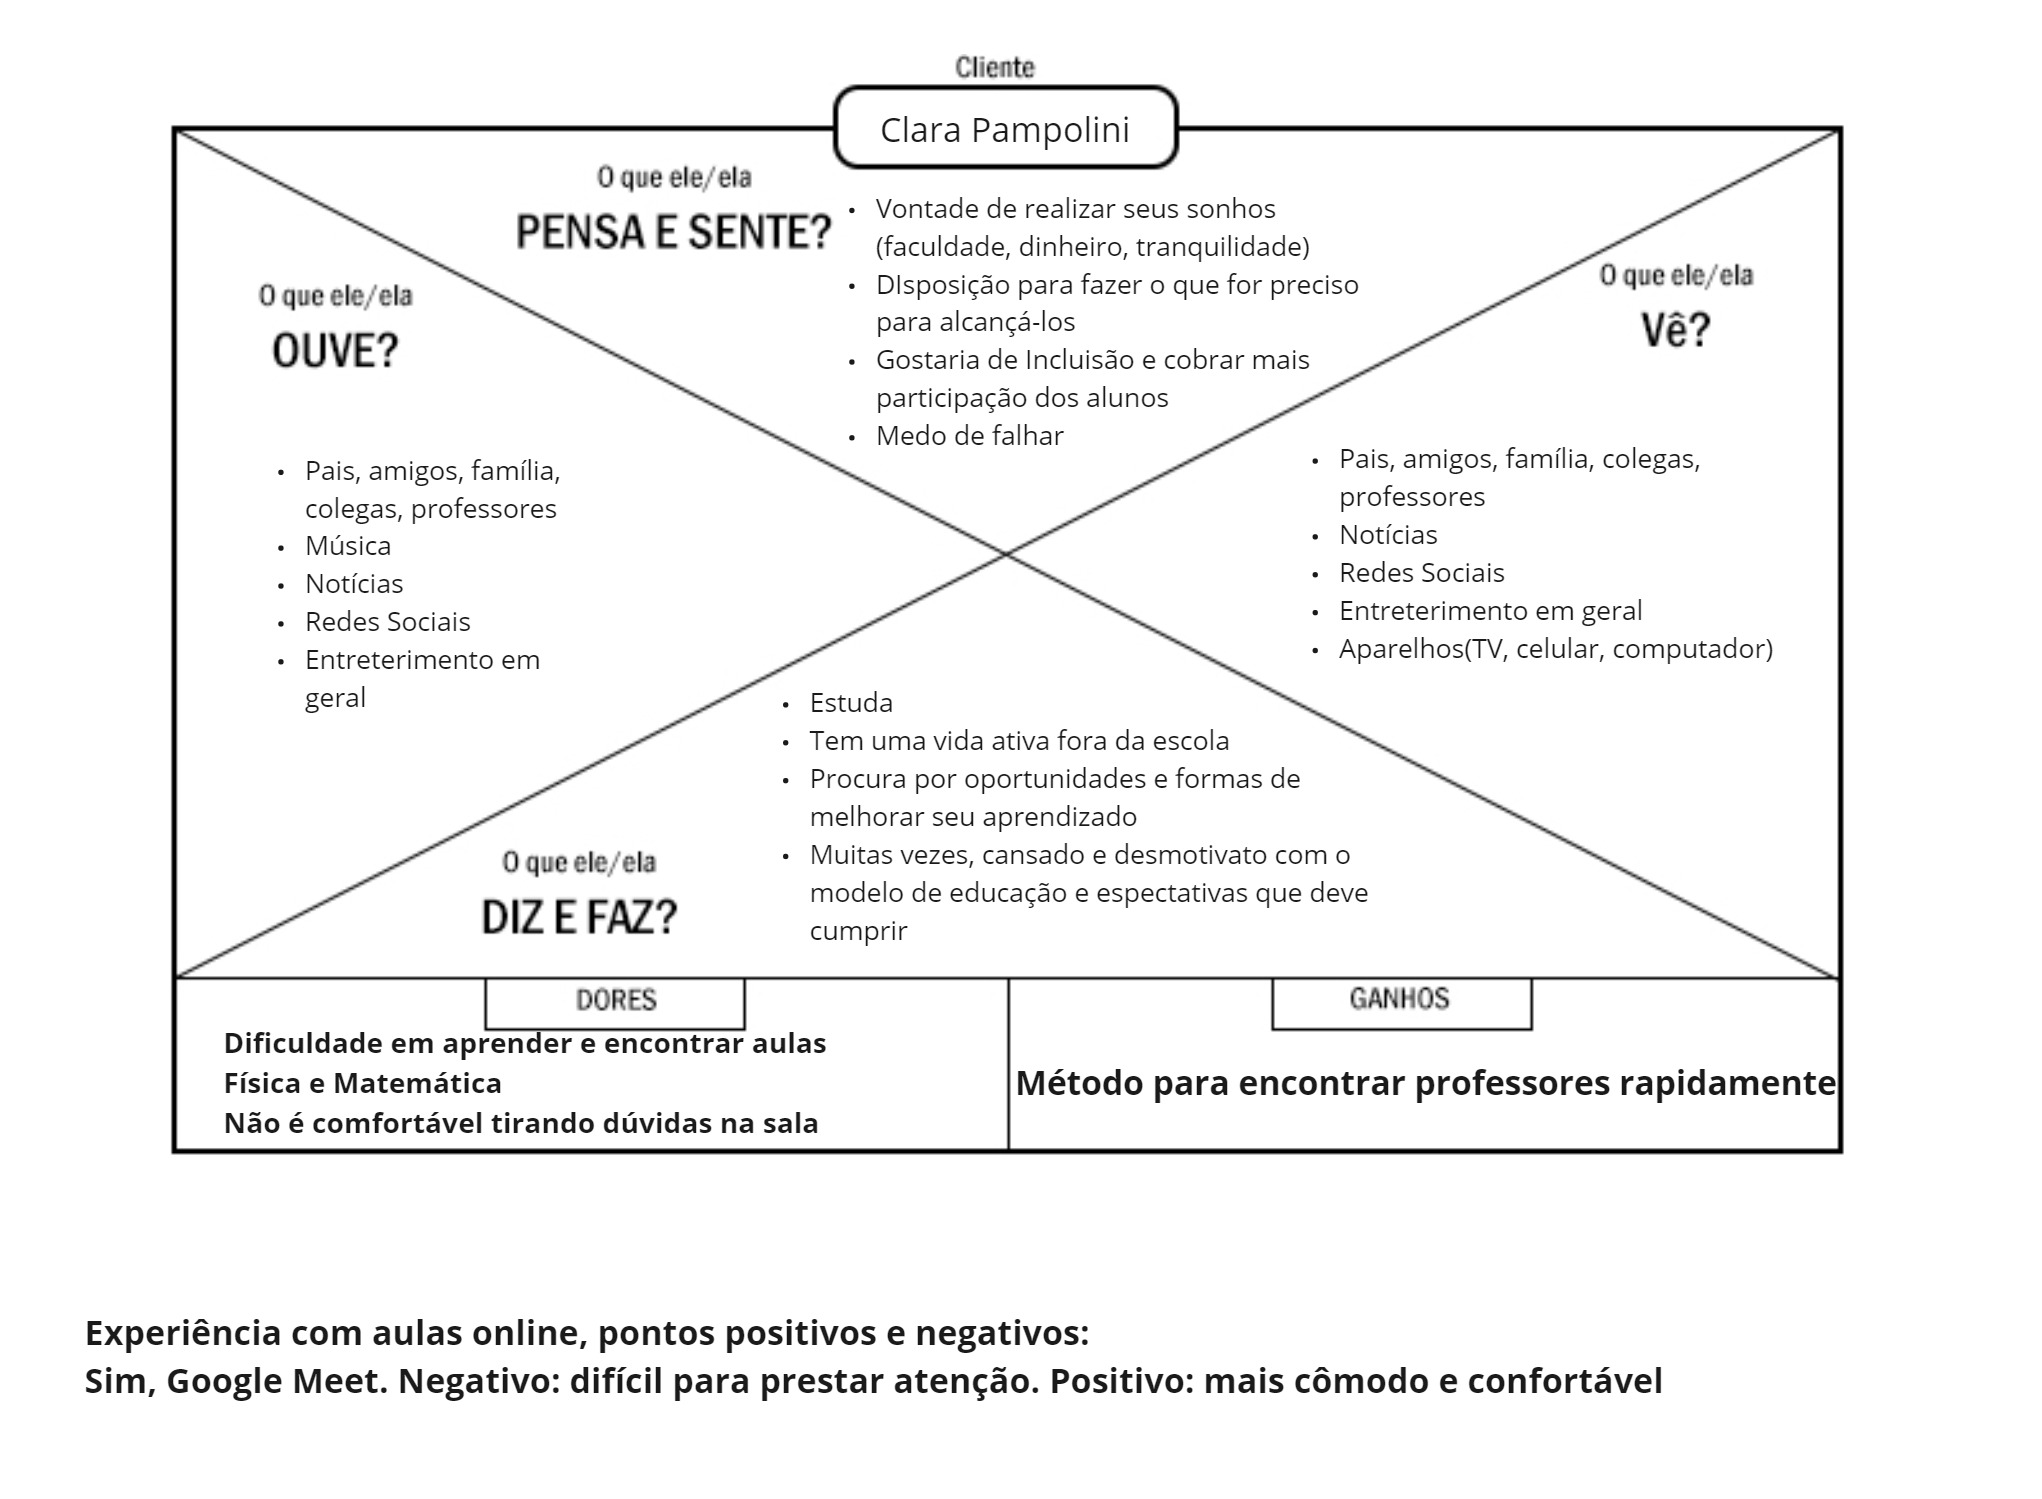 Cliente
Clara Pampolini
O que ele/ela
PENSA E SENTE?
• Vontade de realizar seus sonhos
(faculdade, dinheiro, tranquilidade)
• DIsposição para fazer o que for preciso
para alcançá-los
• Gostaria de Incluisão e cobrar mais
participação dos alunos
• Medo de falhar
O que ele/ela
OUVE?
• Pais, amigos, família,
colegas, professores
• Música
• Notícias
• Redes Sociais
• Entreterimento em
geral
O que ele/ela
Vê?
• Pais, amigos, família, colegas,
professores
• Notícias
• Redes Sociais
• Entreterimento em geral
• Aparelhos(TV, celular, computador)
O que ele/ela
DIZ E FAZ?
• Estuda
• Tem uma vida ativa fora da escola
• Procura por oportunidades e formas de
melhorar seu aprendizado
• Muitas vezes, cansado e desmotivato com o
modelo de educação e espectativas que deve
cumprir
DORES
Dificuldade em aprender e encontrar aulas
Física e Matemática
Não é comfortável tirando dúvidas na sala
GANHOS
Método para encontrar professores rapidamente
Experiência com aulas online, pontos positivos e negativos:
Sim, Google Meet. Negativo: difícil para prestar atenção. Positivo: mais cômodo e confortável